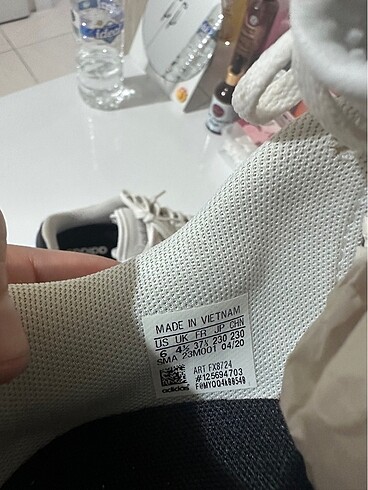 MADE IN VIETNAM
US UK FR JP CHN
6 4½ 37⅓ 230 230
SMA 23M001 04/20
ART FX8724
#125694703
adidas